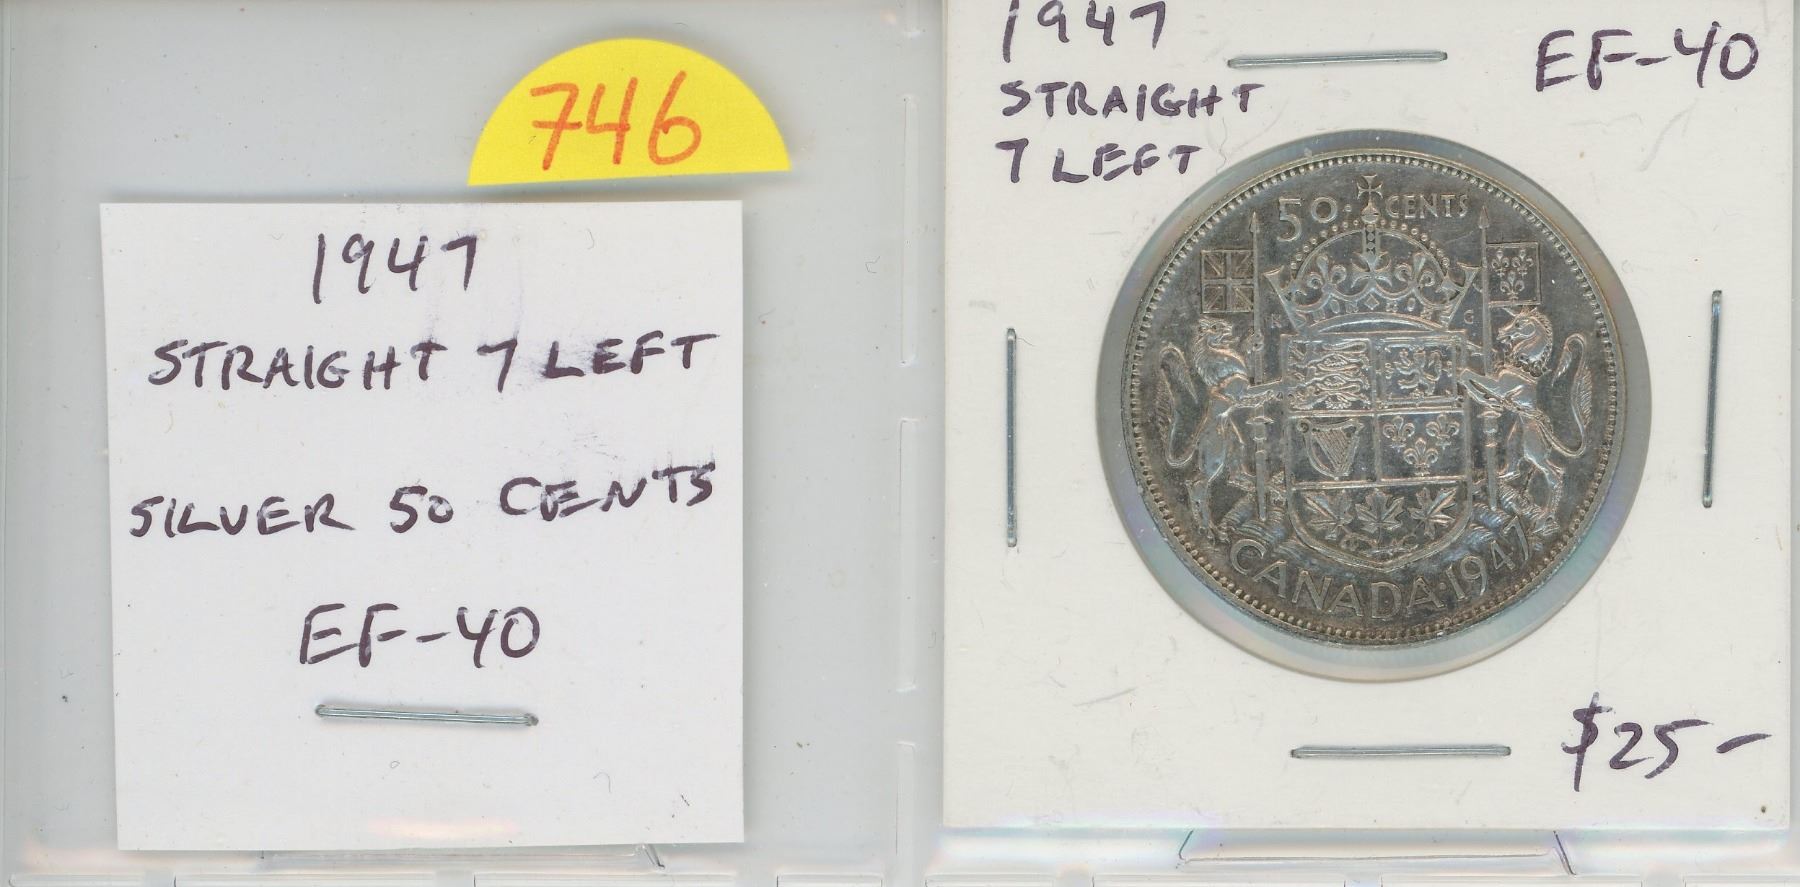 746
1947
STRAIGHT 7 LEFT
SILVER 50 CENTS
EF-40
1947
STRAIGHT
7 LEFT
EF-40
50 CENTS
CANADA·1947
$25-